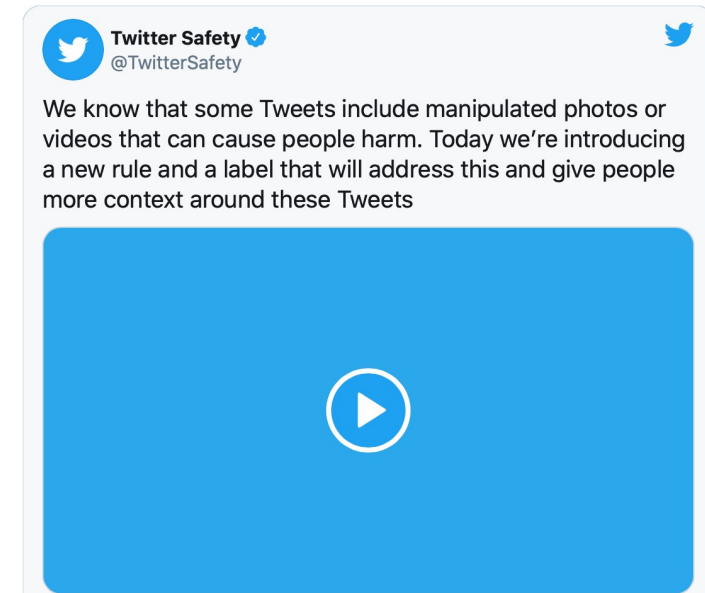 Twitter Safety
@TwitterSafety
We know that some Tweets include manipulated photos or
videos that can cause people harm. Today we’re introducing
a new rule and a label that will address this and give people
more context around these Tweets